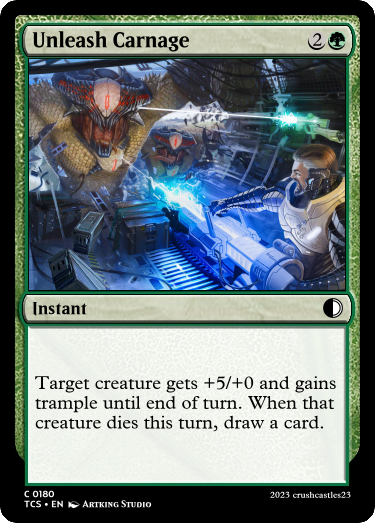 Unleash Carnage 2
Instant
Target creature gets +5/+0 and gains
trample until end of turn. When that
creature dies this turn, draw a card.
C 0180
TCS • EN Artking Studio
2023 crushcastles23